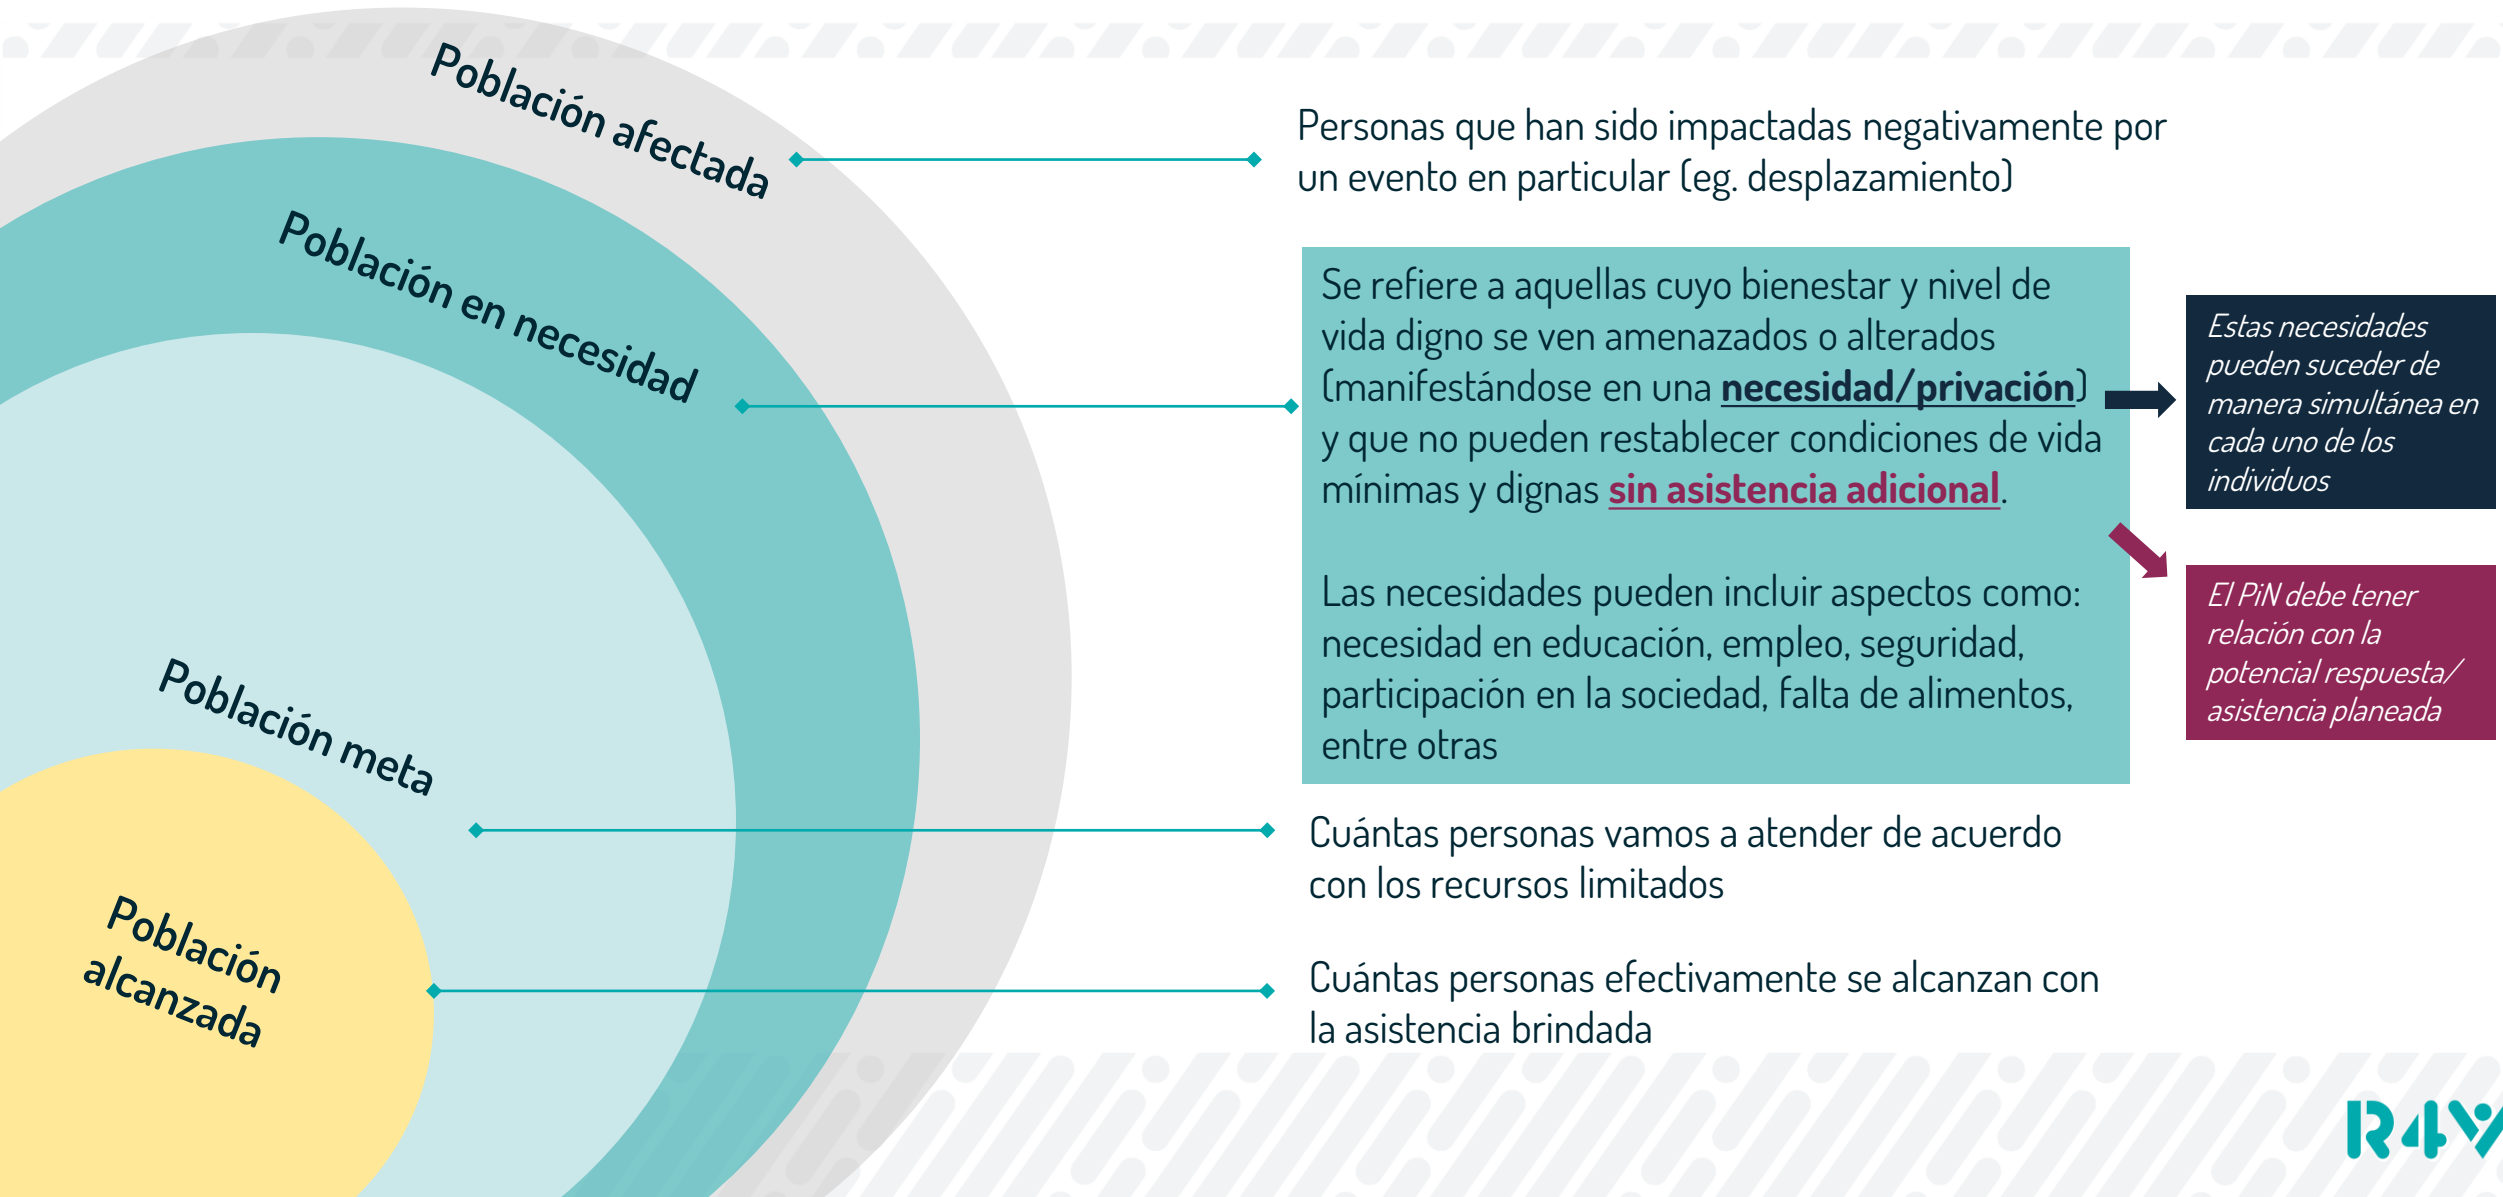 Población afectada
Personas que han sido impactadas negativamente por
un evento en particular (eg. desplazamiento)
Población en necesidad
Se refiere a aquellas cuyo bienestar y nivel de
vida digno se ven amenazados o alterados
(manifestándose en una necesidad/privación)
y que no pueden restablecer condiciones de vida
mínimas y dignas sin asistencia adicional.
Las necesidades pueden incluir aspectos como:
necesidad en educación, empleo, seguridad,
participación en la sociedad, falta de alimentos,
entre otras
Estas necesidades
pueden suceder de
manera simultánea en
cada uno de los
individuos
El PiN debe tener
relación con la
potencial respuesta/
asistencia planeada
Población meta
Cuántas personas vamos a atender de acuerdo
con los recursos limitados
Población
alcanzada
Cuántas personas efectivamente se alcanzan con
la asistencia brindada
R4V